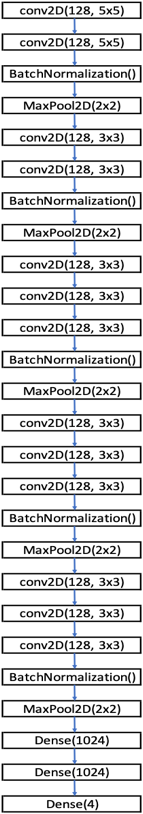 conv2D(128, 5x5)
conv2D(128, 5x5)
BatchNormalization()
MaxPool2D(2x2)
conv2D(128, 3x3)
conv2D(128, 3x3)
BatchNormalization()
MaxPool2D(2x2)
conv2D(128, 3x3)
conv2D(128, 3x3)
conv2D(128, 3x3)
BatchNormalization()
MaxPool2D(2x2)
conv2D(128, 3x3)
conv2D(128, 3x3)
conv2D(128, 3x3)
BatchNormalization()
MaxPool2D(2x2)
conv2D(128, 3x3)
conv2D(128, 3x3)
conv2D(128, 3x3)
BatchNormalization()
MaxPool2D(2x2)
Dense(1024)
Dense(1024)
Dense(4)